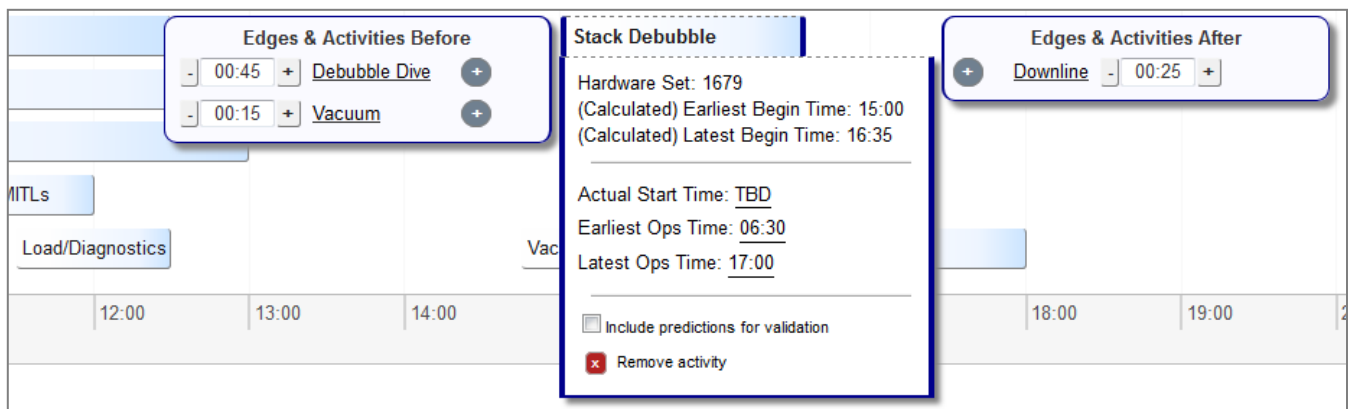 Edges & Activities Before
- 00:45 + Debubble Dive +
- 00:15 + Vacuum +
Stack Debubble
Hardware Set: 1679
(Calculated) Earliest Begin Time: 15:00
(Calculated) Latest Begin Time: 16:35
Actual Start Time: TBD
Earliest Ops Time: 06:30
Latest Ops Time: 17:00
Include predictions for validation
x Remove activity
Edges & Activities After
+ Downline - 00:25 +
MITLs
Load/Diagnostics
Vac
12:00 13:00 14:00 18:00 19:00 2